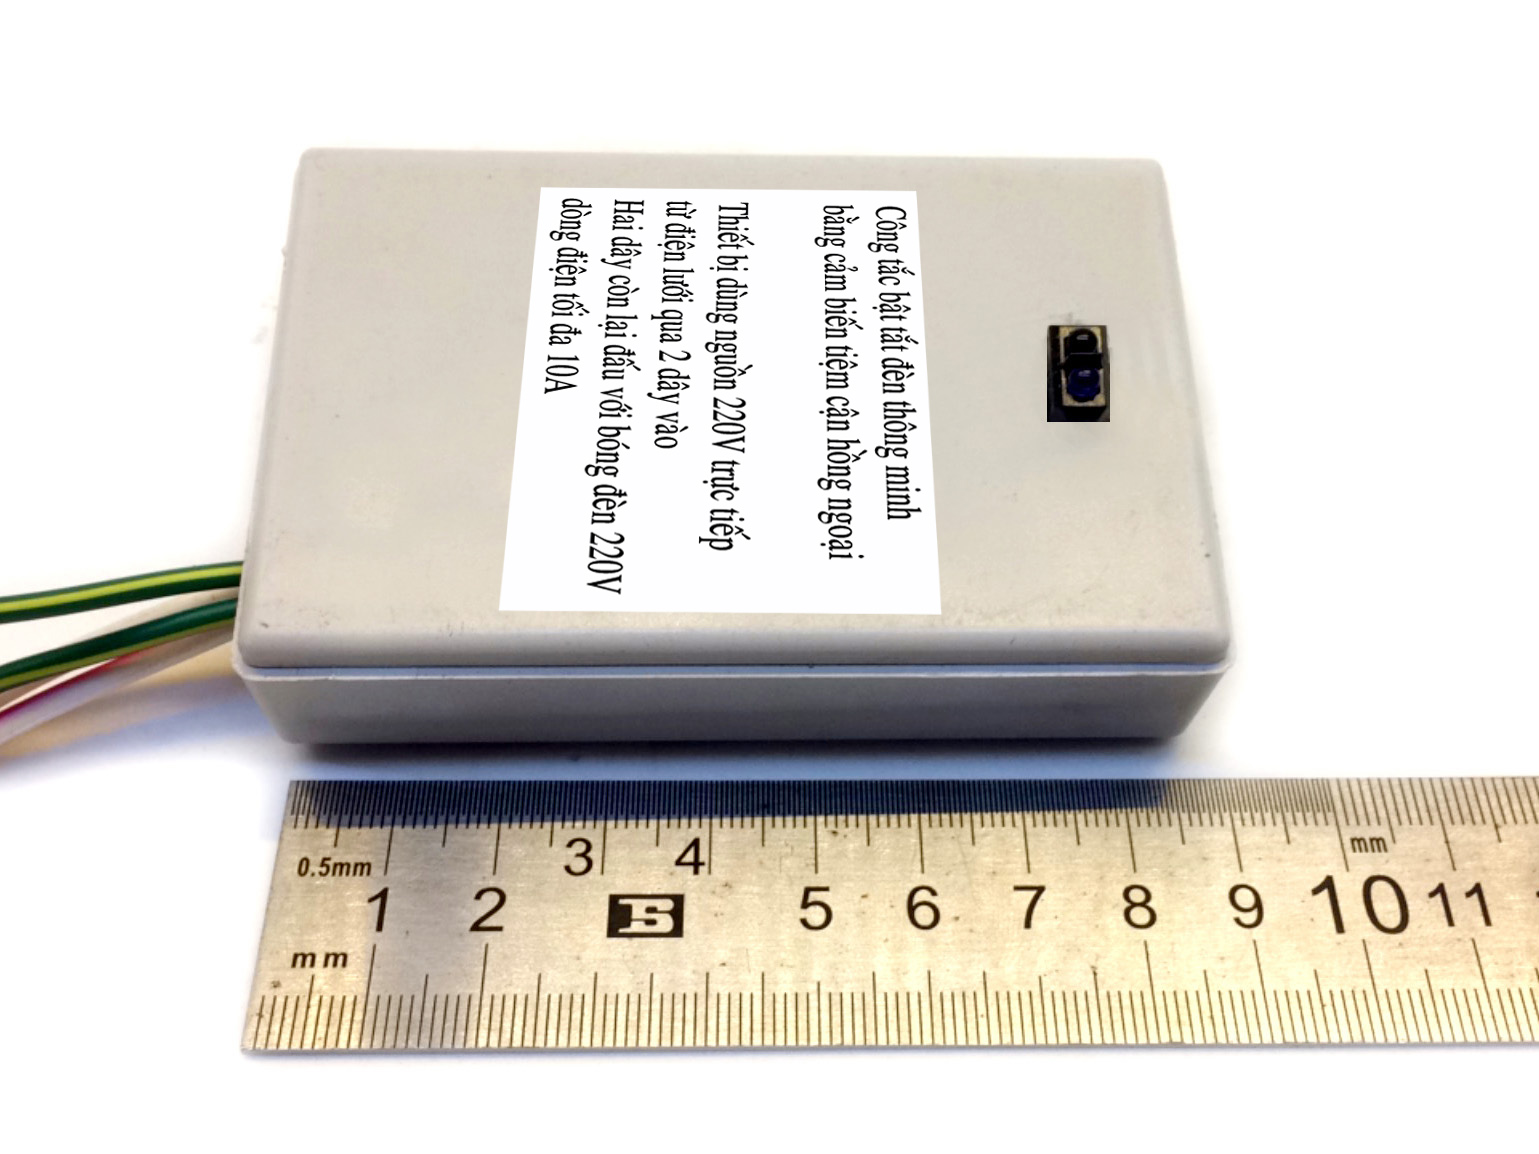 Công tắc bật tắt đèn thông minh
bằng cảm biến tiệm cận hồng ngoại
Thiết bị dùng nguồn 220V trực tiếp
từ điện lưới qua 2 dây vào
Hai dây còn lại đấu với bóng đèn 220V
dòng điện tối đa 10A
0.5mm 3 4 mm
1 2 5 6 7 8 9 10 11
mm